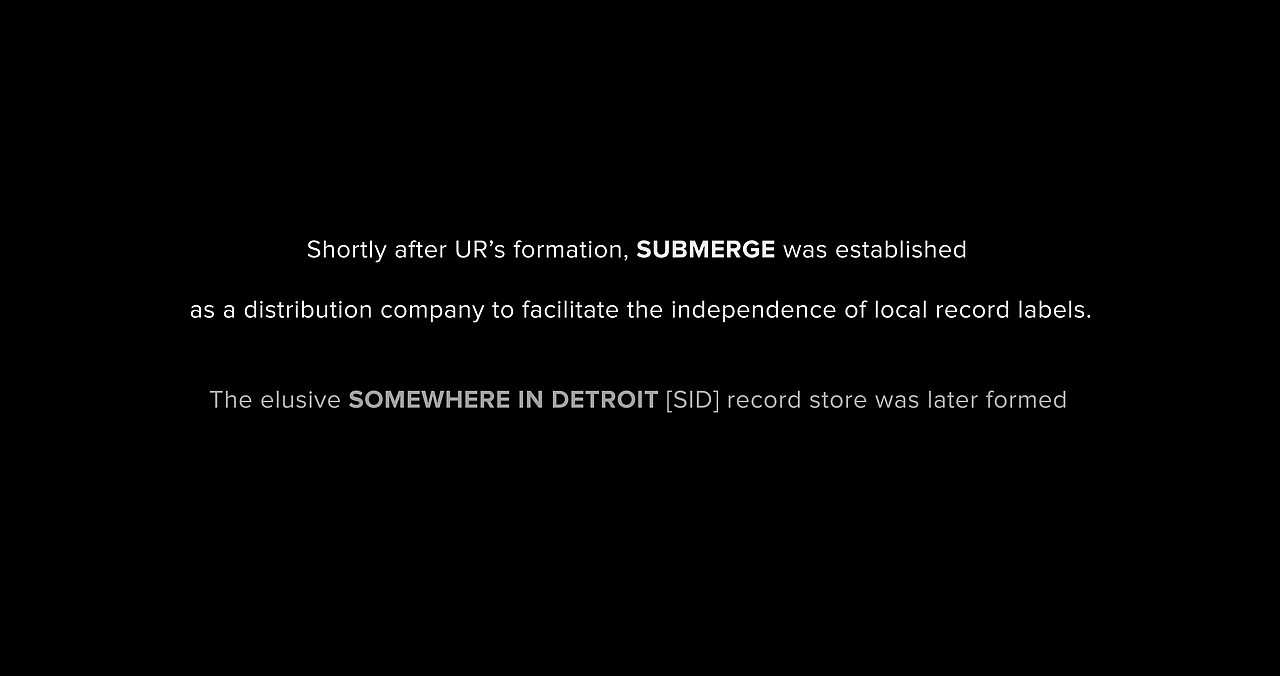 Shortly after UR’s formation, SUBMERGE was established
as a distribution company to facilitate the independence of local record labels.
The elusive SOMEWHERE IN DETROIT [SID] record store was later formed